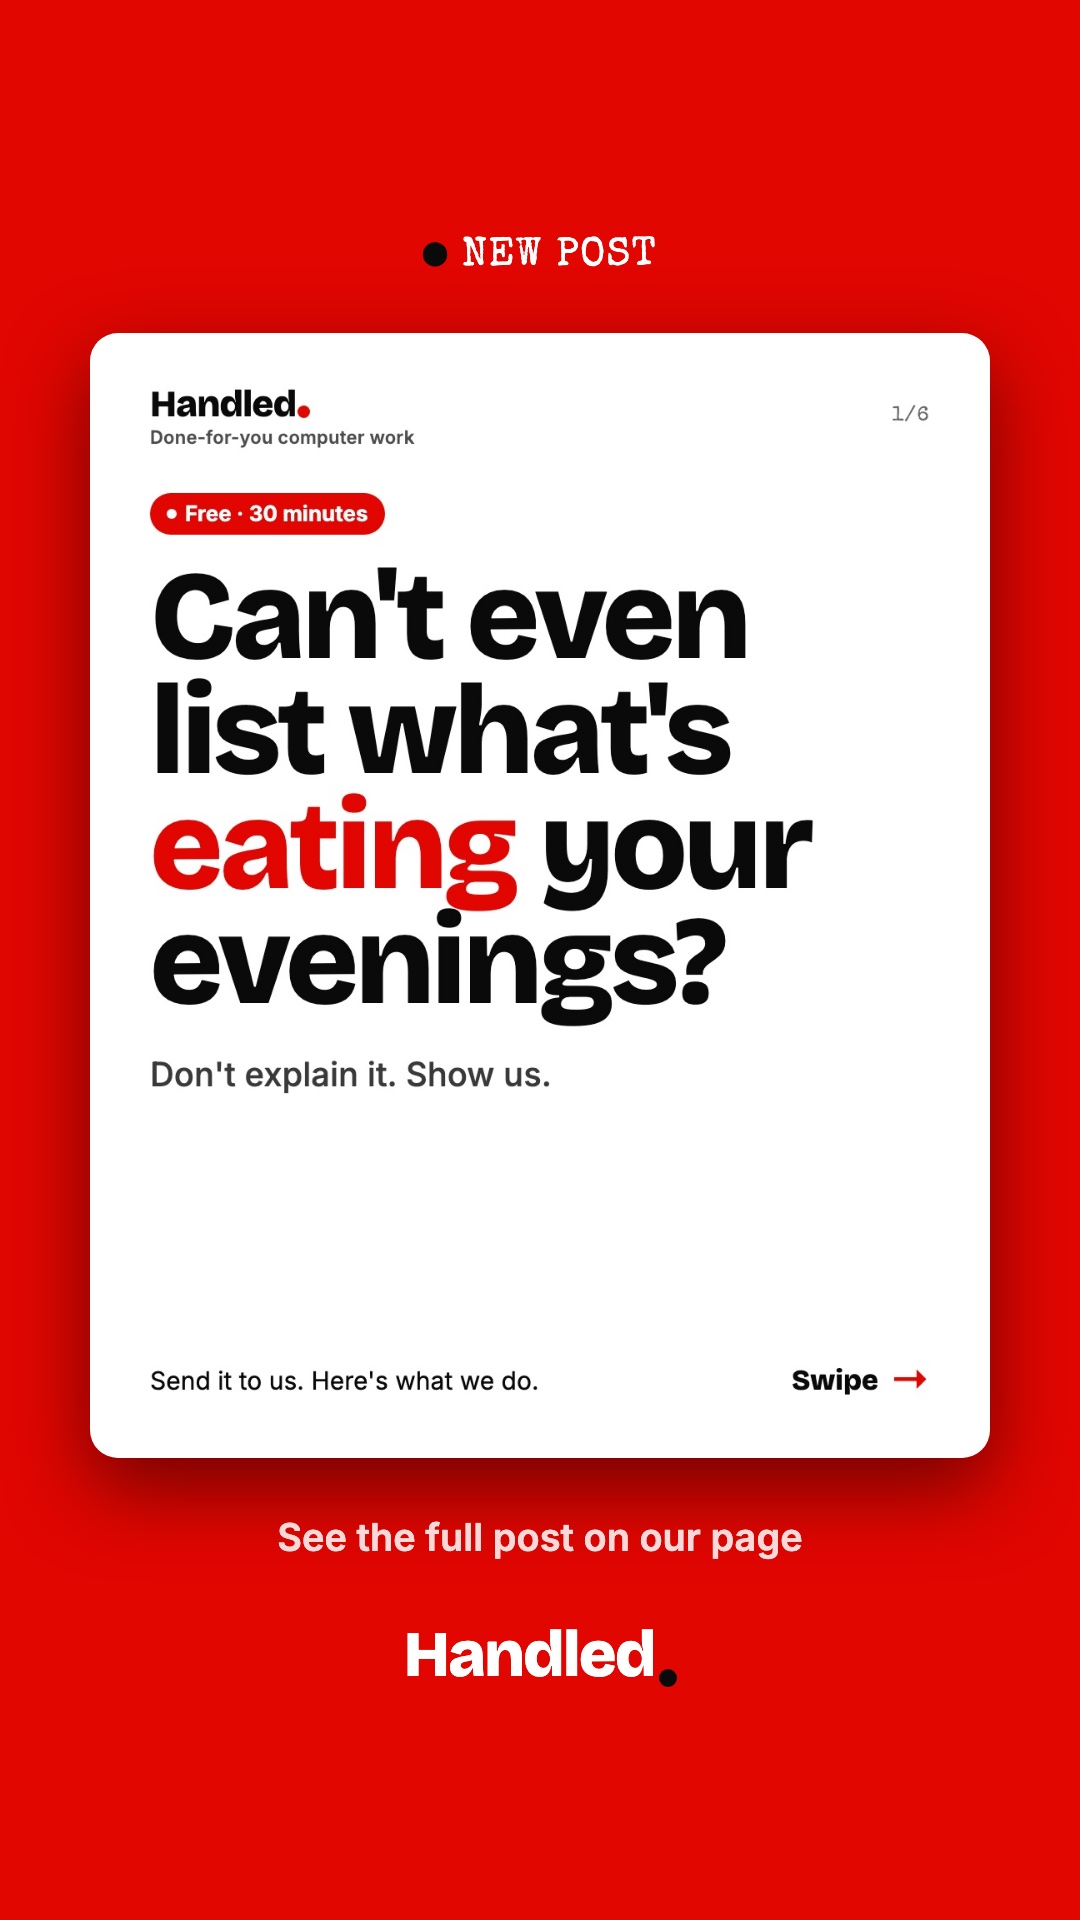 NEW POST
Handled.
Done-for-you computer work
1/6
Free · 30 minutes
Can't even
list what's
eating your
evenings?
Don't explain it. Show us.
Send it to us. Here's what we do.
Swipe →
See the full post on our page
Handled.